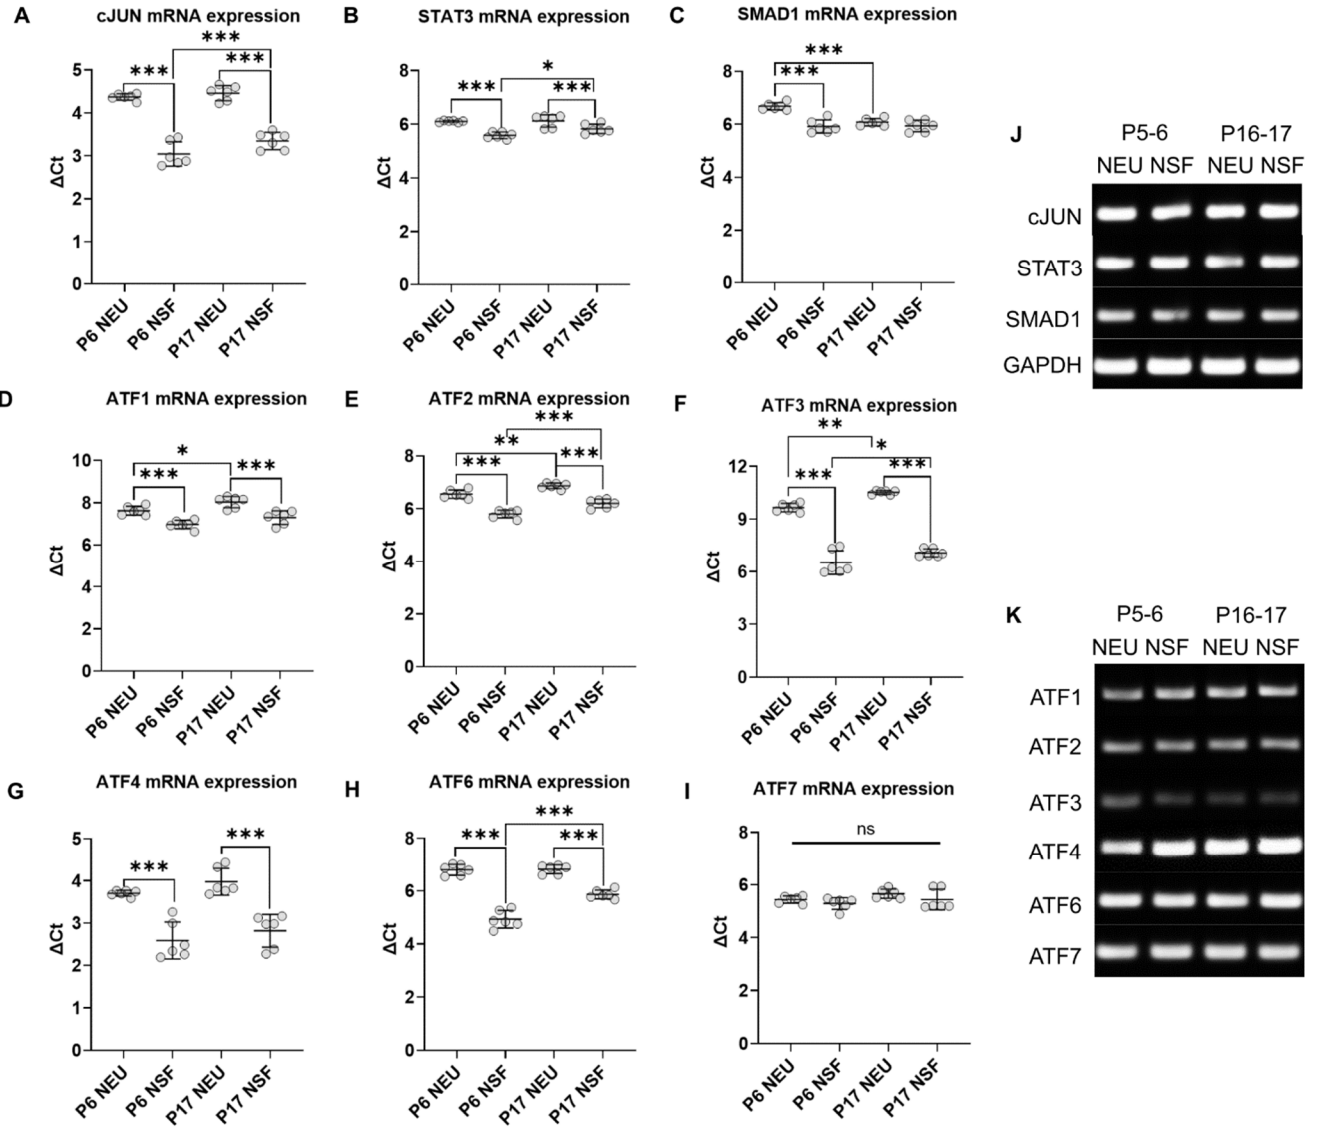 A
cJUN mRNA expression
***
***
***
5
4
3
2
1
0
ΔCt
P6 NEU
P6 NSF
P17 NEU
P17 NSF
B
STAT3 mRNA expression
*
***
***
8
6
4
2
0
ΔCt
P6 NEU
P6 NSF
P17 NEU
P17 NSF
C
SMAD1 mRNA expression
***
***
8
6
4
2
0
ΔCt
P6 NEU
P6 NSF
P17 NEU
P17 NSF
J
P5-6 P16-17
NEU NSF NEU NSF
cJUN
STAT3
SMAD1
GAPDH
D
ATF1 mRNA expression
*
***
***
10
8
6
4
2
0
ΔCt
P6 NEU
P6 NSF
P17 NEU
P17 NSF
E
ATF2 mRNA expression
***
**
***
***
8
6
4
2
0
ΔCt
P6 NEU
P6 NSF
P17 NEU
P17 NSF
F
ATF3 mRNA expression
**
*
***
***
12
9
6
3
0
ΔCt
P6 NEU
P6 NSF
P17 NEU
P17 NSF
K
P5-6 P16-17
NEU NSF NEU NSF
ATF1
ATF2
ATF3
ATF4
ATF6
ATF7
G
ATF4 mRNA expression
***
***
5
4
3
2
1
0
ΔCt
P6 NEU
P6 NSF
P17 NEU
P17 NSF
H
ATF6 mRNA expression
***
***
***
8
6
4
2
0
ΔCt
P6 NEU
P6 NSF
P17 NEU
P17 NSF
I
ATF7 mRNA expression
ns
8
6
4
2
0
ΔCt
P6 NEU
P6 NSF
P17 NEU
P17 NSF